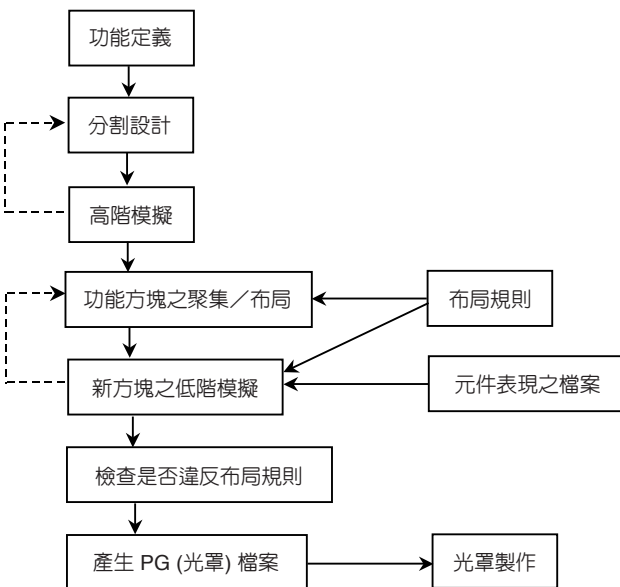 功能定義
分割設計
高階模擬
功能方塊之聚集／布局
布局規則
新方塊之低階模擬
元件表現之檔案
檢查是否違反布局規則
產生 PG (光罩) 檔案
光罩製作